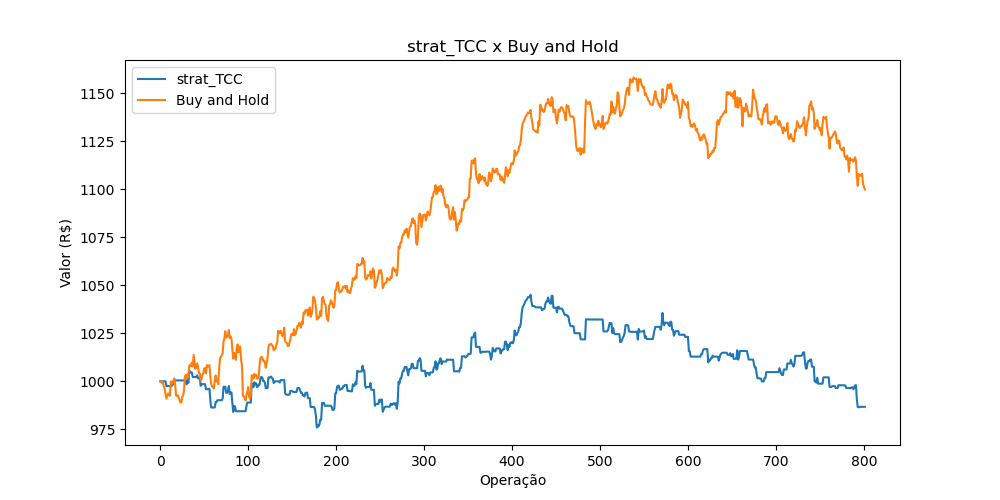 strat_TCC x Buy and Hold
strat_TCC
Buy and Hold
Valor (R$)
1150
1125
1100
1075
1050
1025
1000
975
0 100 200 300 400 500 600 700 800
Operação